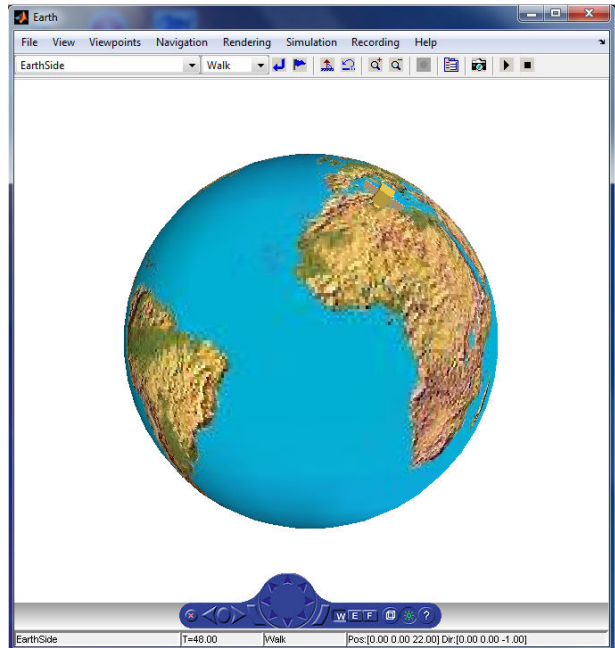 Earth
File View Viewpoints Navigation Rendering Simulation Recording Help
EarthSide Walk
W E F ?
EarthSide T=48.00 Walk Pos:[0.00 0.00 22.00] Dir:[0.00 0.00 -1.00]